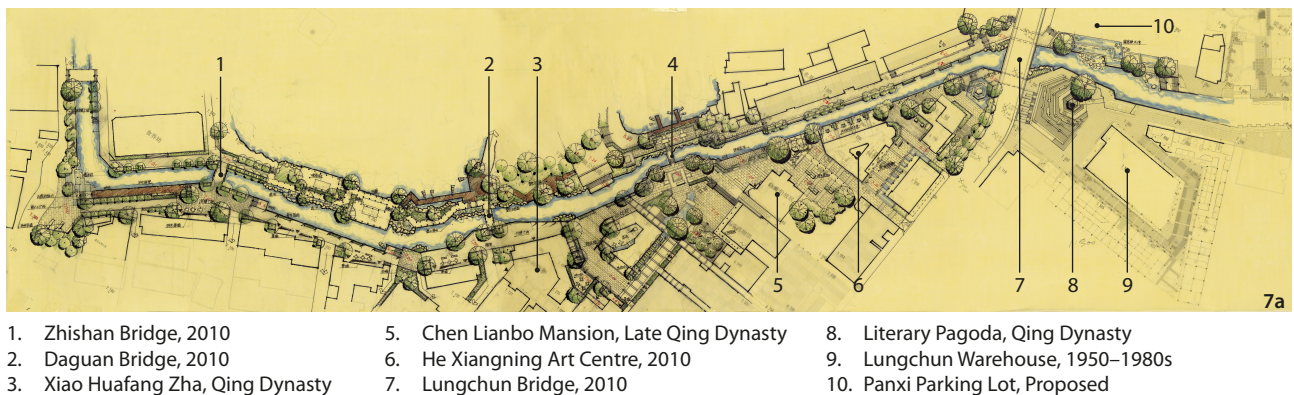 1
2
3
4
10
5
6
7
8
9
7a
1. Zhishan Bridge, 2010
2. Daguan Bridge, 2010
3. Xiao Huafang Zha, Qing Dynasty
5. Chen Lianbo Mansion, Late Qing Dynasty
6. He Xiangning Art Centre, 2010
7. Lungchun Bridge, 2010
8. Literary Pagoda, Qing Dynasty
9. Lungchun Warehouse, 1950–1980s
10. Panxi Parking Lot, Proposed